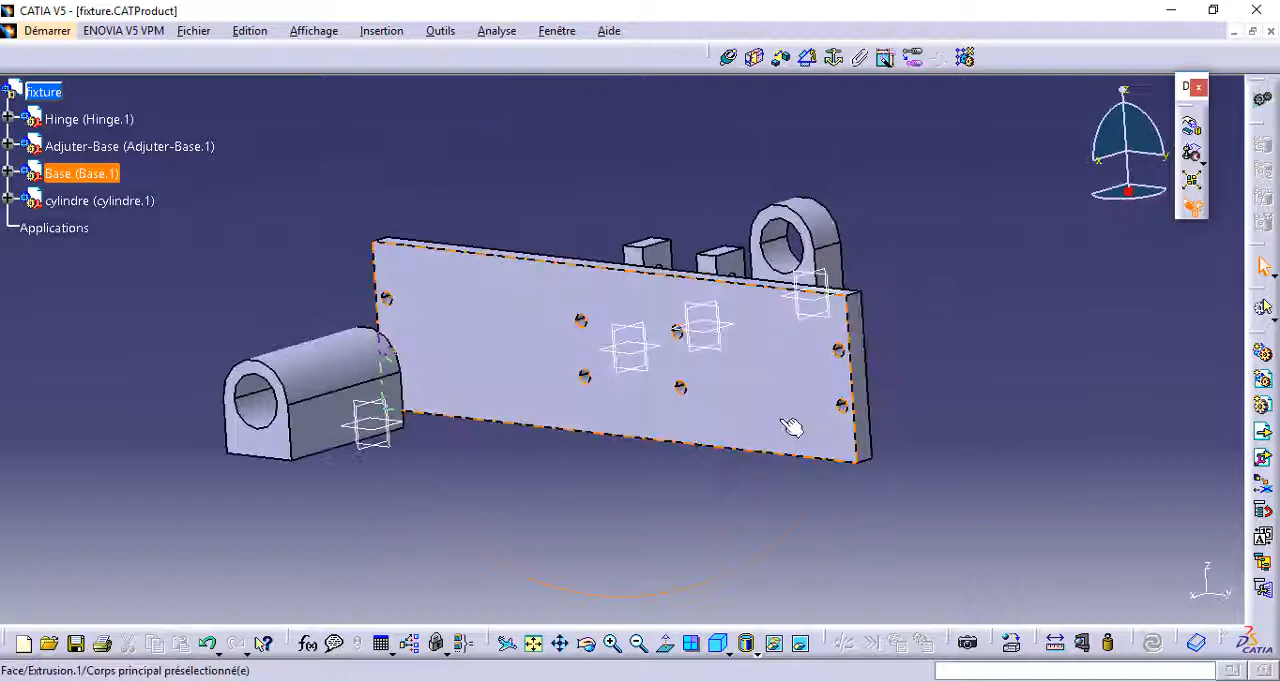 CATIA V5 - [fixture.CATProduct]
Démarrer ENOVIA V5 VPM Fichier Edition Affichage Insertion Outils Analyse Fenêtre Aide
fixture
Hinge (Hinge.1)
Adjuter-Base (Adjuter-Base.1)
Base (Base.1)
cylindre (cylindre.1)
Applications
D... x
z
x
y
z
x
y
f(x)
CATIA
Face/Extrusion.1/Corps principal présélectionné(e)